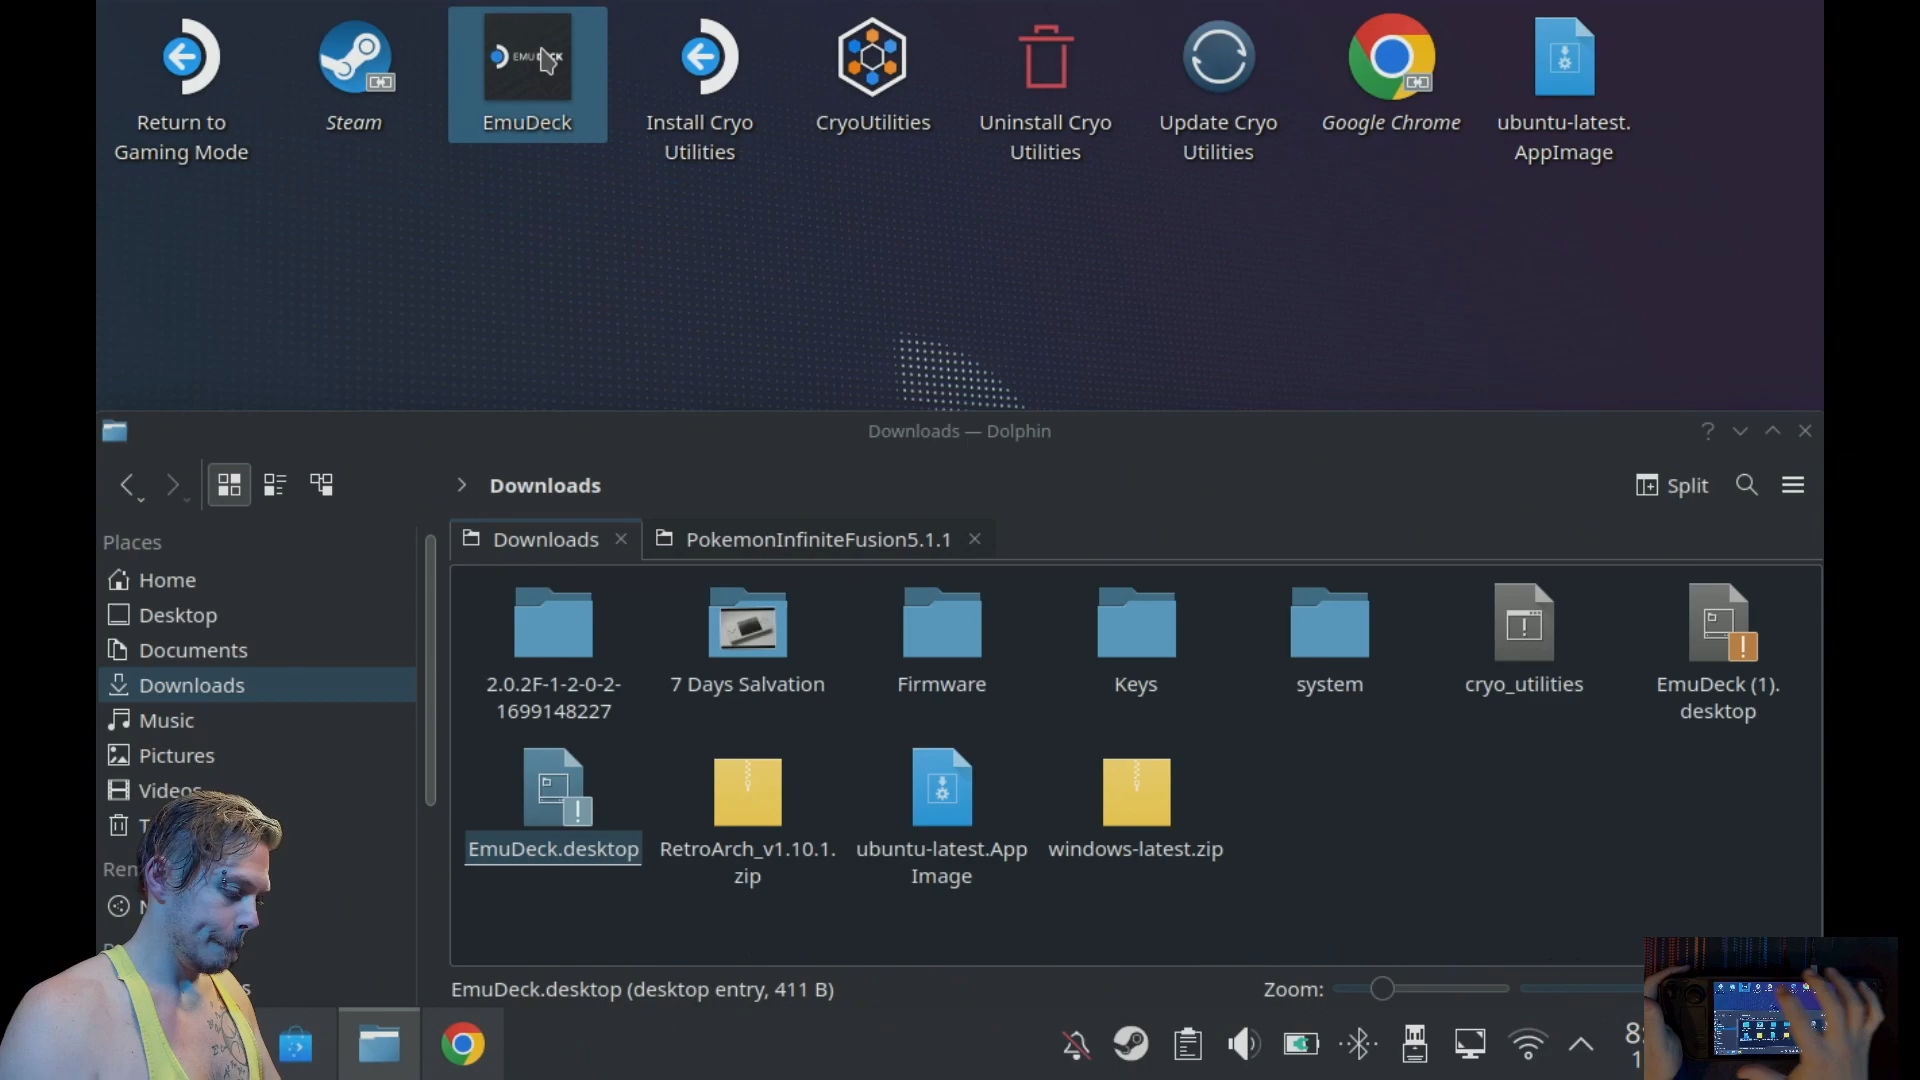 EMUDECK
Return to
Gaming Mode
Steam
EmuDeck
Install Cryo
Utilities
CryoUtilities
Uninstall Cryo
Utilities
Update Cryo
Utilities
Google Chrome
ubuntu-latest.
AppImage
Downloads — Dolphin
Downloads
Split
Places
Home
Desktop
Documents
Downloads
Music
Pictures
Videos
Downloads
PokemonInfiniteFusion5.1.1
2.0.2F-1-2-0-2-
1699148227
7 Days Salvation
Firmware
Keys
system
cryo_utilities
EmuDeck (1).
desktop
EmuDeck.desktop
RetroArch_v1.10.1.
zip
ubuntu-latest.App
Image
windows-latest.zip
EmuDeck.desktop (desktop entry, 411 B)
Zoom: